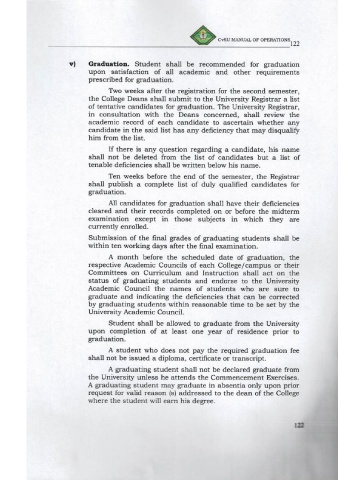 CvSU MANUAL OF OPERATIONS 122
v) Graduation. Student shall be recommended for graduation
upon satisfaction of all academic and other requirements
prescribed for graduation.
Two weeks after the registration for the second semester,
the College Deans shall submit to the University Registrar a list
of tentative candidates for graduation. The University Registrar,
in consultation with the Deans concerned, shall review the
academic record of each candidate to ascertain whether any
candidate in the said list has any deficiency that may disqualify
him from the list.
If there is any question regarding a candidate, his name
shall not be deleted from the list of candidates but a list of
tenable deficiencies shall be written below his name.
Ten weeks before the end of the semester, the Registrar
shall publish a complete list of duly qualified candidates for
graduation.
All candidates for graduation shall have their deficiencies
cleared and their records completed on or before the midterm
examination except in those subjects in which they are
currently enrolled.
Submission of the final grades of graduating students shall be
within ten working days after the final examination.
A month before the scheduled date of graduation, the
respective Academic Councils of each College/campus or their
Committees on Curriculum and Instruction shall act on the
status of graduating students and endorse to the University
Academic Council the names of students who are sure to
graduate and indicating the deficiencies that can be corrected
by graduating students within reasonable time to be set by the
University Academic Council.
Student shall be allowed to graduate from the University
upon completion of at least one year of residence prior to
graduation.
A student who does not pay the required graduation fee
shall not be issued a diploma, certificate or transcript.
A graduating student shall not be declared graduate from
the University unless he attends the Commencement Exercises.
A graduating student may graduate in absentia only upon prior
request for valid reason (s) addressed to the dean of the College
where the student will earn his degree.
122